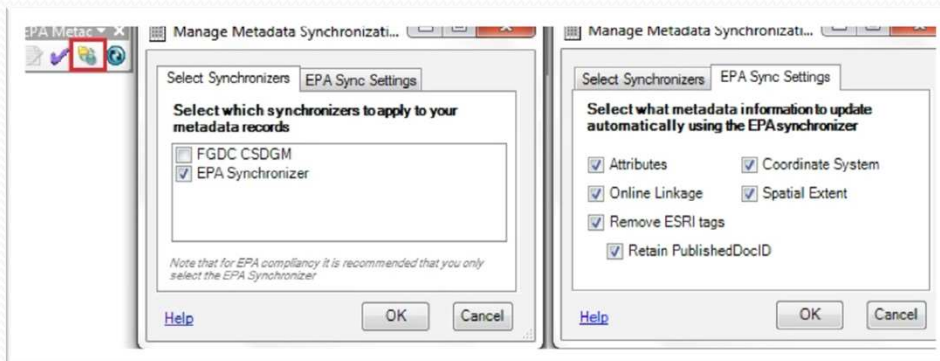 EPA Metac
Manage Metadata Synchronizati...
Select Synchronizers EPA Sync Settings
Select which synchronizers to apply to your
metadata records
FGDC CSDGM
EPA Synchronizer
Note that for EPA compliancy it is recommended that you only
select the EPA Synchronizer
Help OK Cancel
Manage Metadata Synchronizati...
Select Synchronizers EPA Sync Settings
Select what metadata information to update
automatically using the EPA synchronizer
Attributes Coordinate System
Online Linkage Spatial Extent
Remove ESRI tags
Retain PublishedDocID
Help OK Cancel